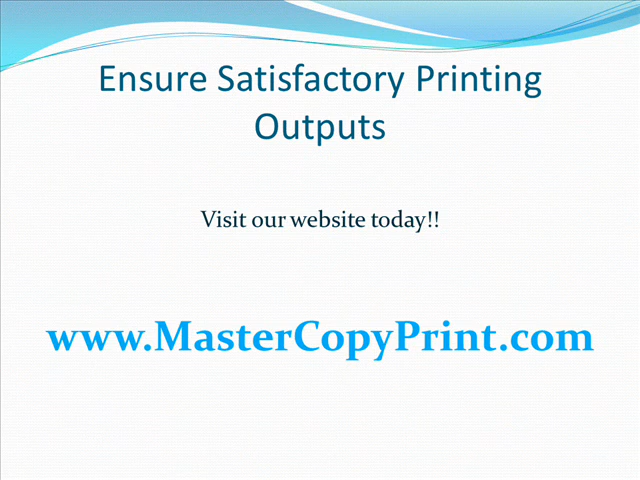 Ensure Satisfactory Printing
Outputs
Visit our website today!!
www.MasterCopyPrint.com